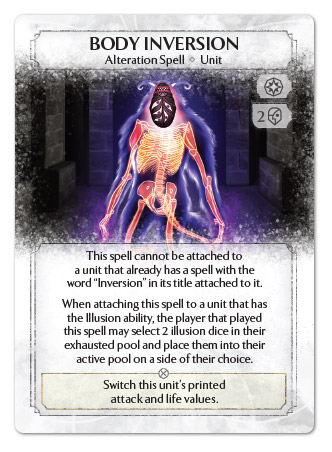 BODY INVERSION
Alteration Spell ◇ Unit
2
This spell cannot be attached to
a unit that already has a spell with the
word “Inversion” in its title attached to it.
When attaching this spell to a unit that has
the Illusion ability, the player that played
this spell may select 2 illusion dice in their
exhausted pool and place them into their
active pool on a side of their choice.
Switch this unit's printed
attack and life values.